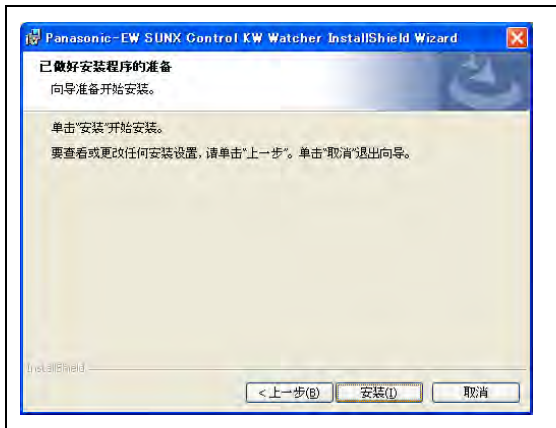 Panasonic-EW SUNX Control KW Watcher InstallShield Wizard
已做好安装程序的准备
向导准备开始安装。
单击"安装"开始安装。
要查看或更改任何安装设置，请单击"上一步"。单击"取消"退出向导。
InstallShield
<上一步(B)
安装(I)
取消